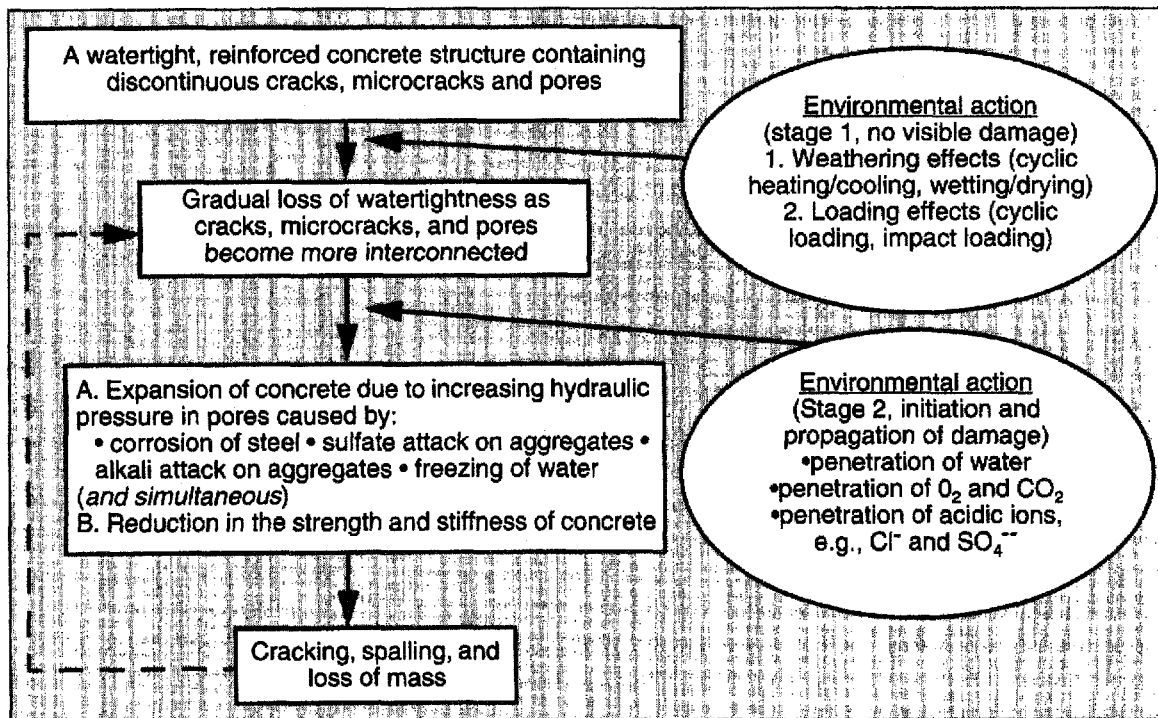 A watertight, reinforced concrete structure containing
discontinuous cracks, microcracks and pores
Environmental action
(stage 1, no visible damage)
1. Weathering effects (cyclic
heating/cooling, wetting/drying)
2. Loading effects (cyclic
loading, impact loading)
Gradual loss of watertightness as
cracks, microcracks, and pores
become more interconnected
Environmental action
(Stage 2, initiation and
propagation of damage)
•penetration of water
•penetration of 0₂ and CO₂
•penetration of acidic ions,
e.g., Cl⁻ and SO₄⁻⁻
A. Expansion of concrete due to increasing hydraulic
pressure in pores caused by:
• corrosion of steel • sulfate attack on aggregates •
alkali attack on aggregates • freezing of water
(and simultaneous)
B. Reduction in the strength and stiffness of concrete
Cracking, spalling, and
loss of mass